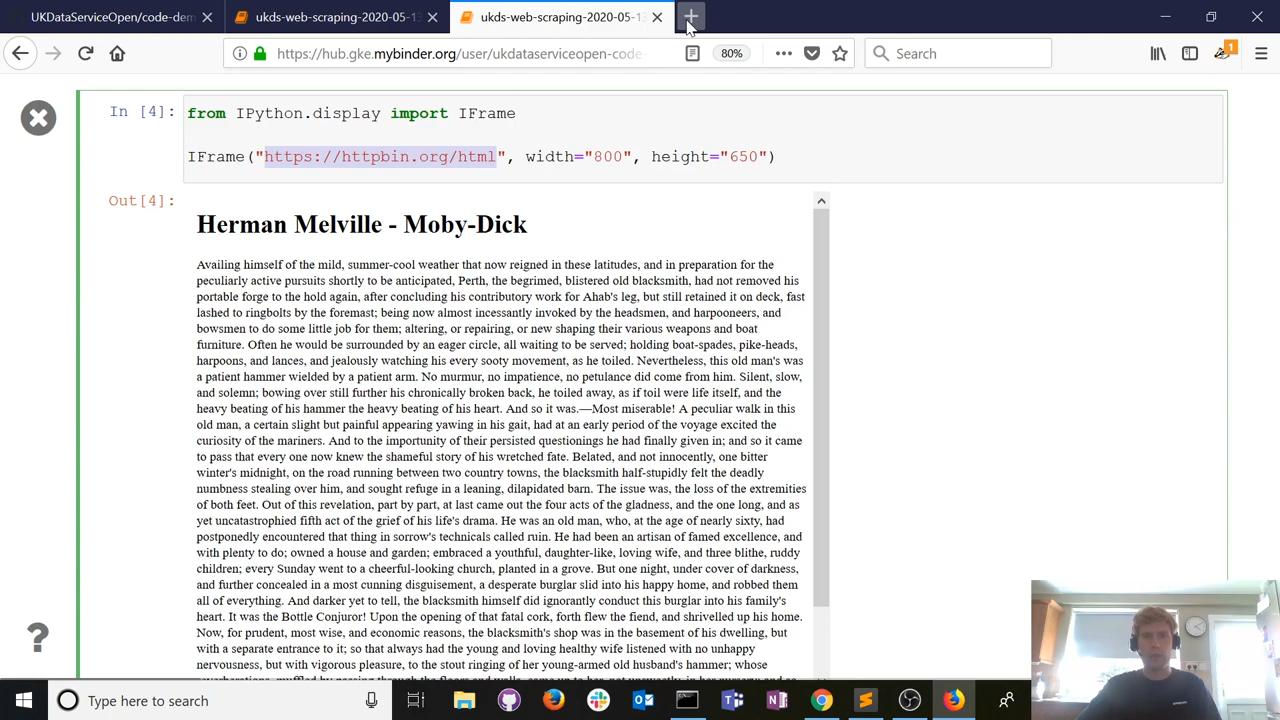 UKDataServiceOpen/code-dem
ukds-web-scraping-2020-05-13
ukds-web-scraping-2020-05-13
https://hub.gke.mybinder.org/user/ukdataserviceopen-code-
80%
Search
1
In [4]:
from IPython.display import IFrame
IFrame("https://httpbin.org/html", width="800", height="650")
Out[4]:
Herman Melville - Moby-Dick
Availing himself of the mild, summer-cool weather that now reigned in these latitudes, and in preparation for the
peculiarly active pursuits shortly to be anticipated, Perth, the begrimed, blistered old blacksmith, had not removed his
portable forge to the hold again, after concluding his contributory work for Ahab's leg, but still retained it on deck, fast
lashed to ringbolts by the foremast; being now almost incessantly invoked by the headsmen, and harpooneers, and
bowsmen to do some little job for them; altering, or repairing, or new shaping their various weapons and boat
furniture. Often he would be surrounded by an eager circle, all waiting to be served; holding boat-spades, pike-heads,
harpoons, and lances, and jealously watching his every sooty movement, as he toiled. Nevertheless, this old man's was
a patient hammer wielded by a patient arm. No murmur, no impatience, no petulance did come from him. Silent, slow,
and solemn; bowing over still further his chronically broken back, he toiled away, as if toil were life itself, and the
heavy beating of his hammer the heavy beating of his heart. And so it was.—Most miserable! A peculiar walk in this
old man, a certain slight but painful appearing yawing in his gait, had at an early period of the voyage excited the
curiosity of the mariners. And to the importunity of their persisted questionings he had finally given in; and so it came
to pass that every one now knew the shameful story of his wretched fate. Belated, and not innocently, one bitter
winter's midnight, on the road running between two country towns, the blacksmith half-stupidly felt the deadly
numbness stealing over him, and sought refuge in a leaning, dilapidated barn. The issue was, the loss of the extremities
of both feet. Out of this revelation, part by part, at last came out the four acts of the gladness, and the one long, and as
yet uncatastrophied fifth act of the grief of his life's drama. He was an old man, who, at the age of nearly sixty, had
postponedly encountered that thing in sorrow's technicals called ruin. He had been an artisan of famed excellence, and
with plenty to do; owned a house and garden; embraced a youthful, daughter-like, loving wife, and three blithe, ruddy
children; every Sunday went to a cheerful-looking church, planted in a grove. But one night, under cover of darkness,
and further concealed in a most cunning disguisement, a desperate burglar slid into his happy home, and robbed them
all of everything. And darker yet to tell, the blacksmith himself did ignorantly conduct this burglar into his family's
heart. It was the Bottle Conjuror! Upon the opening of that fatal cork, forth flew the fiend, and shrivelled up his home.
Now, for prudent, most wise, and economic reasons, the blacksmith's shop was in the basement of his dwelling, but
with a separate entrance to it; so that always had the young and loving healthy wife listened with no unhappy
nervousness, but with vigorous pleasure, to the stout ringing of her young-armed old husband's hammer; whose
Type here to search